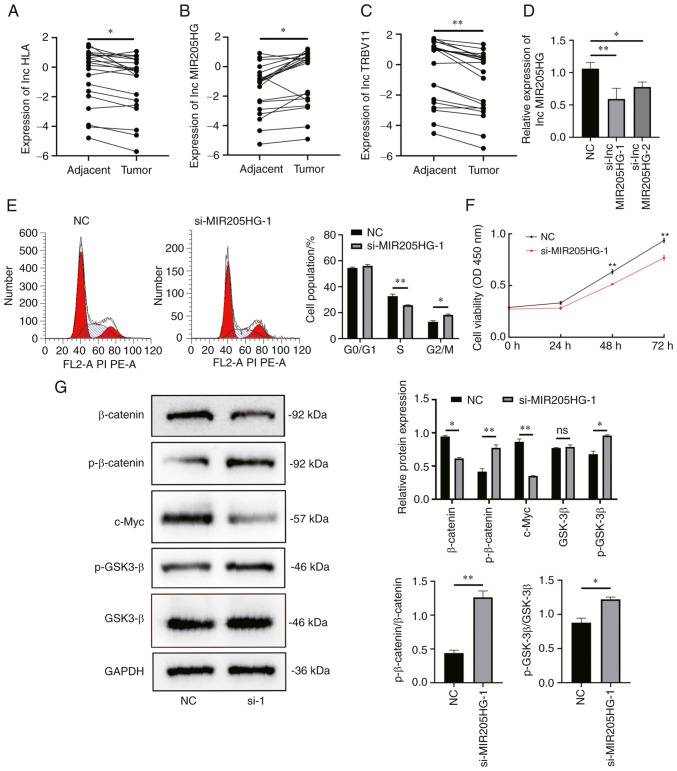 A
Expression of lnc HLA
*
2
0
−2
−4
−6
Adjacent
Tumor
B
Expression of lnc MIR205HG
*
2
0
−2
−4
−6
Adjacent
Tumor
C
Expression of lnc TRBV11
**
2
0
−2
−4
−6
Adjacent
Tumor
D
Relative expression of
lnc MIR205HG
1.5
1.0
0.5
0.0
*
**
NC
si-lnc
MIR205HG-1
si-lnc
MIR205HG-2
E
NC
Number
600
500
400
300
200
100
0
0 20 40 60 80 100 120
FL2-A PI PE-A
si-MIR205HG-1
Number
200
150
100
50
0
0 20 40 60 80 100 120
FL2-A PI PE-A
NC
si-MIR205HG-1
Cell population/%
100
80
60
40
20
0
**
*
G0/G1
S
G2/M
F
Cell viability (OD 450 nm)
1.0
0.8
0.6
0.4
0.2
0.0
NC
si-MIR205HG-1
**
**
0 h
24 h
48 h
72 h
G
β-catenin
-92 kDa
p-β-catenin
-92 kDa
c-Myc
-57 kDa
p-GSK3-β
-46 kDa
GSK3-β
-46 kDa
GAPDH
-36 kDa
NC
si-1
NC
si-MIR205HG-1
Relative protein expression
1.5
1.0
0.5
0.0
*
**
**
ns
*
β-catenin
p-β-catenin
c-Myc
GSK-3β
p-GSK-3β
p-β-catenin/β-catenin
1.5
1.0
0.5
0.0
**
NC
si-MIR205HG-1
p-GSK-3β/GSK-3β
1.5
1.0
0.5
0.0
*
NC
si-MIR205HG-1